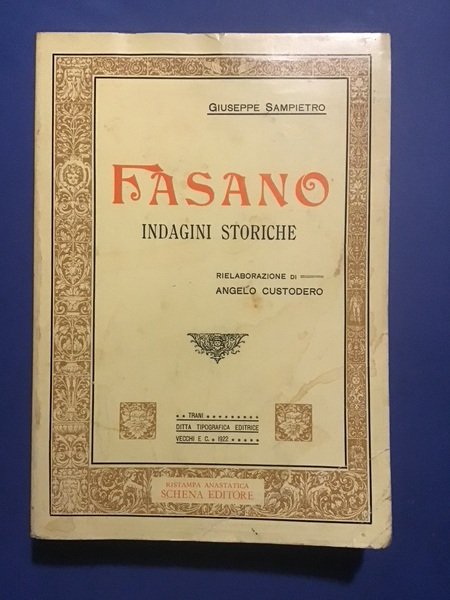 GIUSEPPE SAMPIETRO
FASANO
INDAGINI STORICHE
RIELABORAZIONE DI
ANGELO CUSTODERO
TRANI
DITTA TIPOGRAFICA EDITRICE
VECCHI E C. • 1922
RISTAMPA ANASTATICA
SCHENA EDITORE